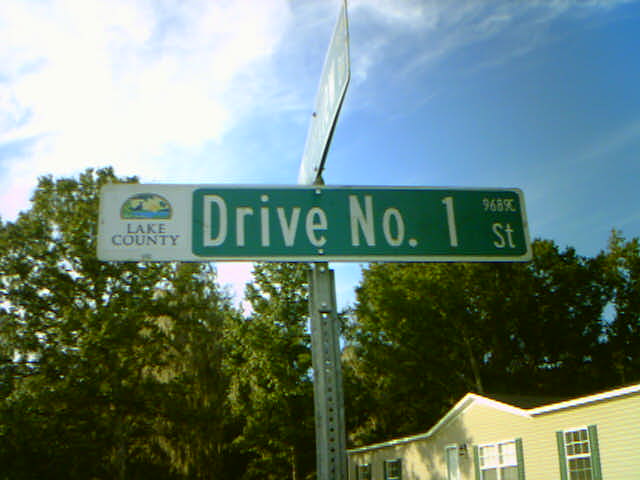 LAKE
COUNTY
Drive No. 1
9689C
St